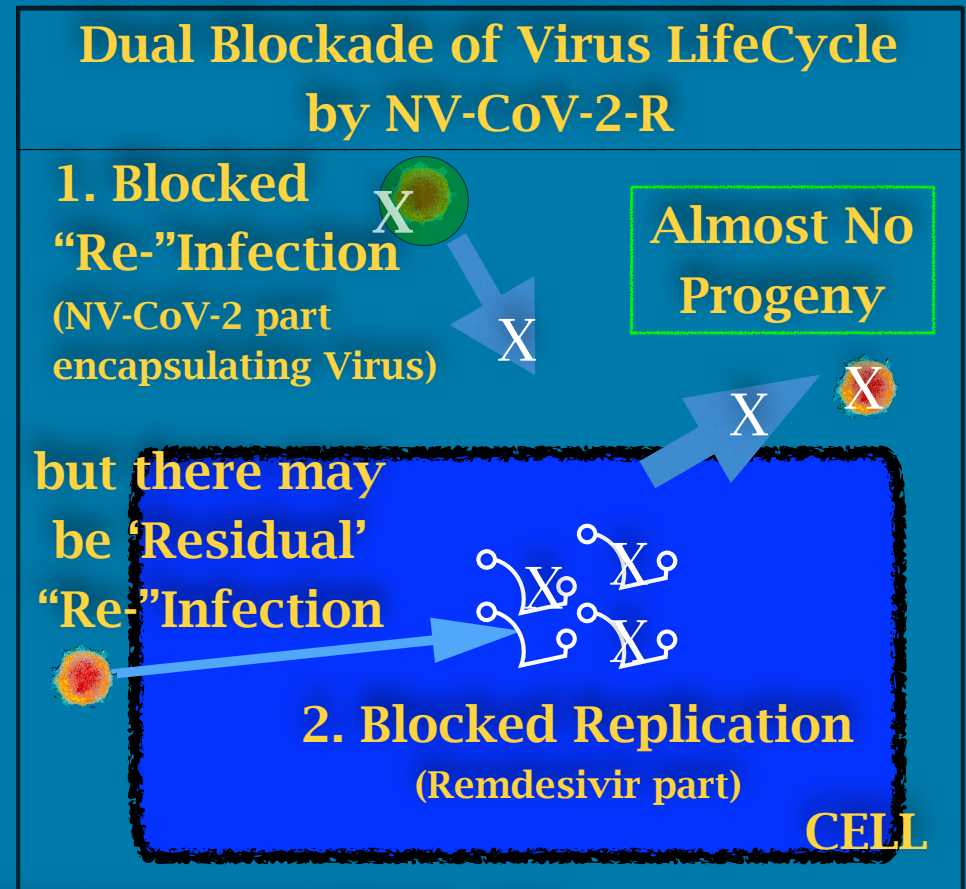 Dual Blockade of Virus LifeCycle
by NV-CoV-2-R
1. Blocked
“Re-”Infection
(NV-CoV-2 part
encapsulating Virus)
X
X
Almost No
Progeny
X
X
but there may
be ‘Residual’
“Re-”Infection
X
X
X
2. Blocked Replication
(Remdesivir part)
CELL